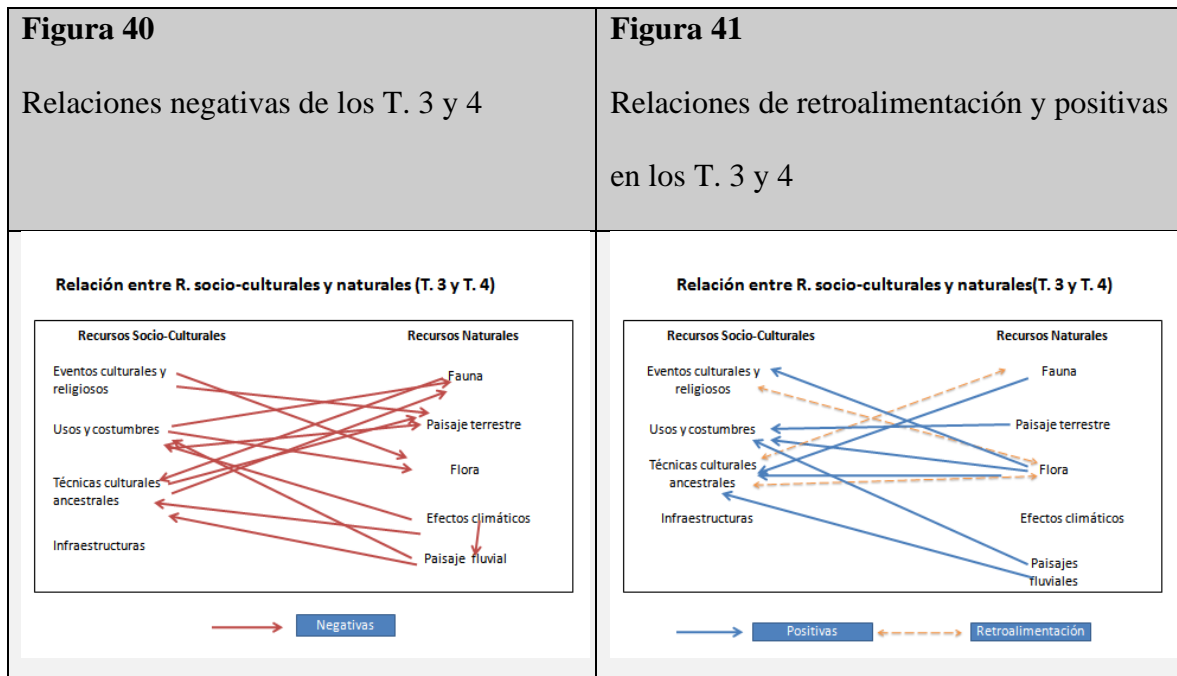 Figura 40
Relaciones negativas de los T. 3 y 4
Relación entre R. socio-culturales y naturales (T. 3 y T. 4)
Recursos Socio-Culturales
Recursos Naturales
Eventos culturales y
religiosos
Usos y costumbres
Técnicas culturales
ancestrales
Infraestructuras
Fauna
Paisaje terrestre
Flora
Efectos climáticos
Paisaje fluvial
Negativas
Figura 41
Relaciones de retroalimentación y positivas
en los T. 3 y 4
Relación entre R. socio-culturales y naturales(T. 3 y T. 4)
Recursos Socio-Culturales
Recursos Naturales
Eventos culturales y
religiosos
Usos y costumbres
Técnicas culturales
ancestrales
Infraestructuras
Fauna
Paisaje terrestre
Flora
Efectos climáticos
Paisajes
fluviales
Positivas
Retroalimentación